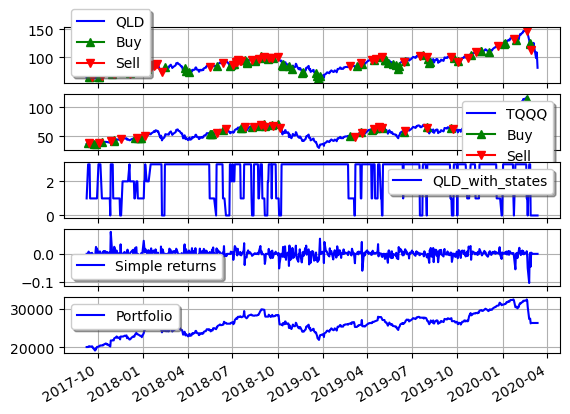 150
100
QLD
Buy
Sell
100
50
TQQQ
Buy
Sell
2
0
QLD_with_states
0.0
−0.1
Simple returns
30000
20000
Portfolio
2017-10
2018-01
2018-04
2018-07
2018-10
2019-01
2019-04
2019-07
2019-10
2020-01
2020-04